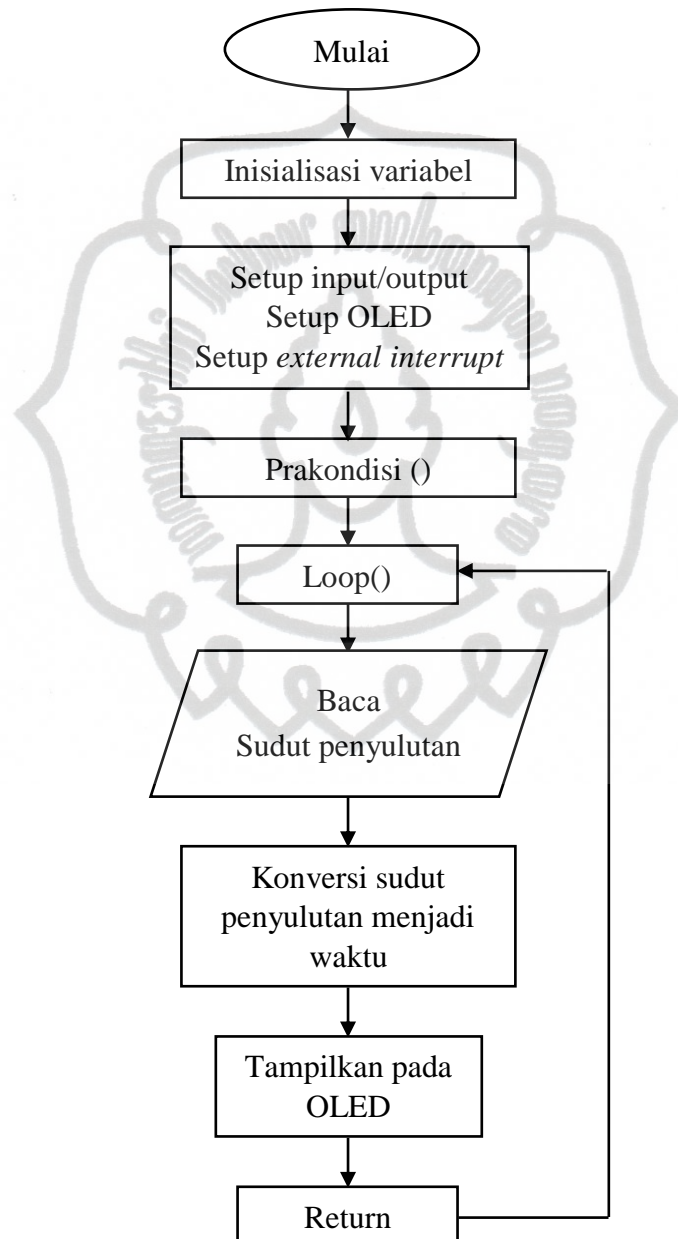 Mulai
Inisialisasi variabel
Setup input/output
Setup OLED
Setup external interrupt
Prakondisi ()
Loop()
Baca
Sudut penyulutan
Konversi sudut
penyulutan menjadi
waktu
Tampilkan pada
OLED
Return